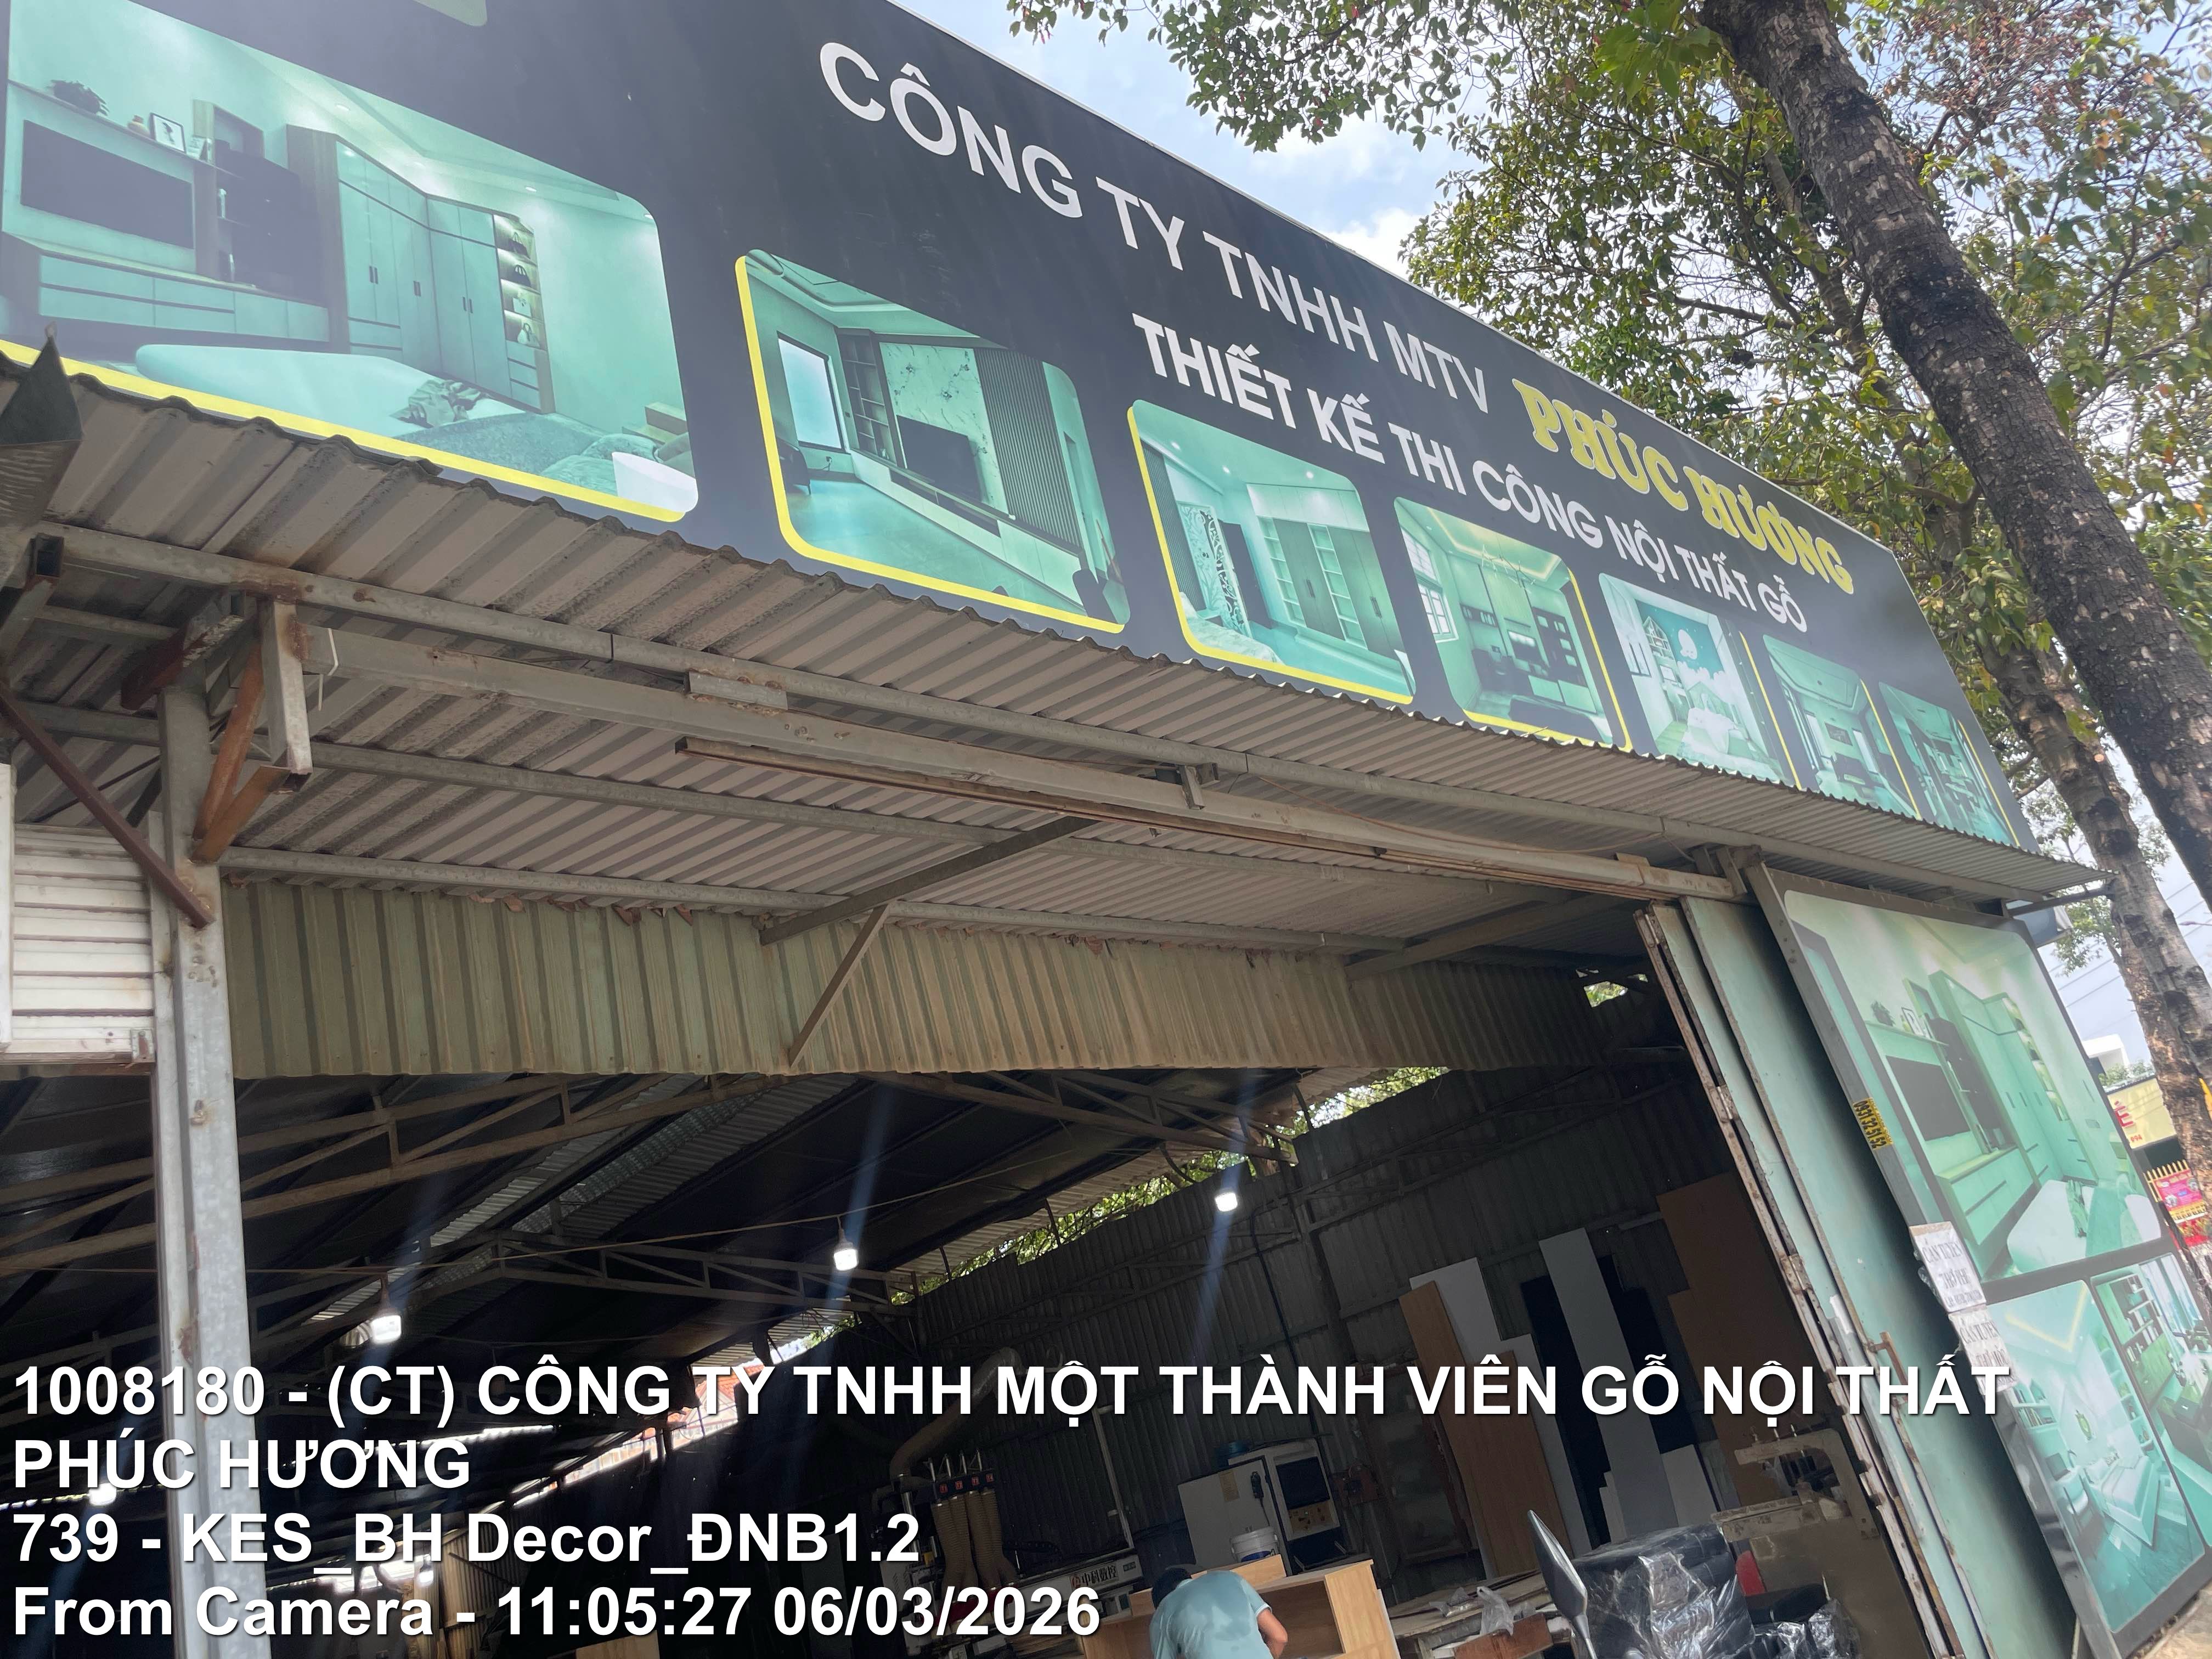 CÔNG TY TNHH MTV PHÚC HƯƠNG
THIẾT KẾ THI CÔNG NỘI THẤT GỖ
1008180 - (CT) CÔNG TY TNHH MỘT THÀNH VIÊN GỖ NỘI THẤT
PHÚC HƯƠNG
739 - KES_BH Decor_ĐNB1.2
From Camera - 11:05:27 06/03/2026